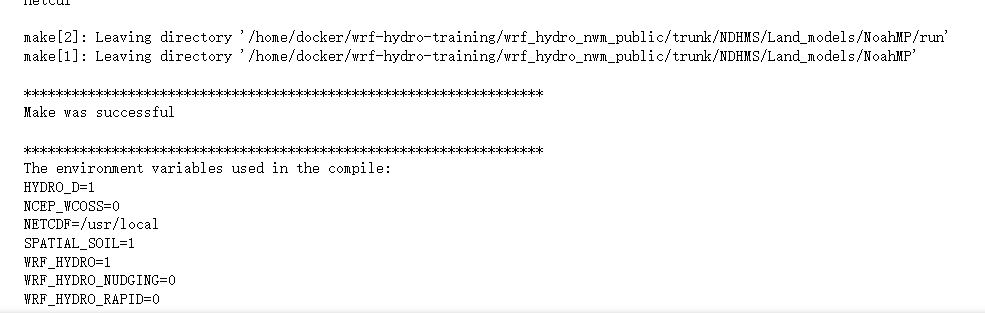 make[2]: Leaving directory '/home/docker/wrf-hydro-training/wrf_hydro_nwm_public/trunk/NDHMS/Land_models/NoahMP/run'
make[1]: Leaving directory '/home/docker/wrf-hydro-training/wrf_hydro_nwm_public/trunk/NDHMS/Land_models/NoahMP'
*****************************************************************
Make was successful
*****************************************************************
The environment variables used in the compile:
HYDRO_D=1
NCEP_WCOSS=0
NETCDF=/usr/local
SPATIAL_SOIL=1
WRF_HYDRO=1
WRF_HYDRO_NUDGING=0
WRF_HYDRO_RAPID=0